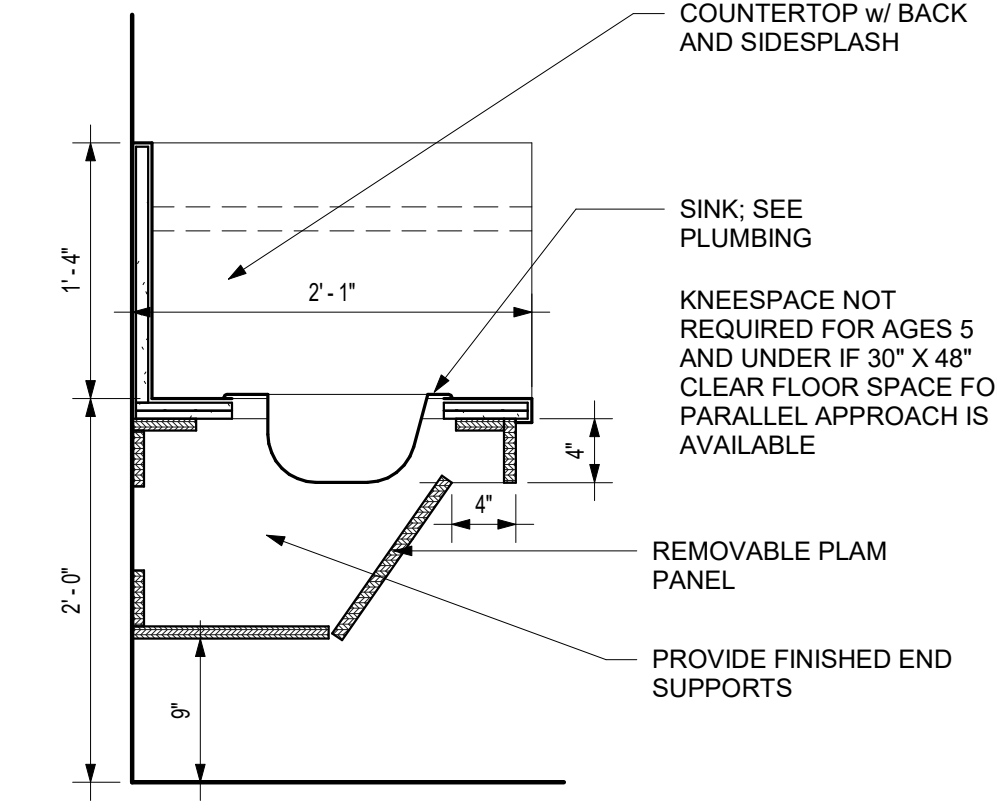 COUNTERTOP w/ BACK
AND SIDESPLASH
SINK; SEE
PLUMBING
1' - 4"
2' - 1"
KNEESPACE NOT
REQUIRED FOR AGES 5
AND UNDER IF 30" X 48"
CLEAR FLOOR SPACE FO
PARALLEL APPROACH IS
AVAILABLE
4"
4"
REMOVABLE PLAM
PANEL
2' - 0"
PROVIDE FINISHED END
SUPPORTS
9"